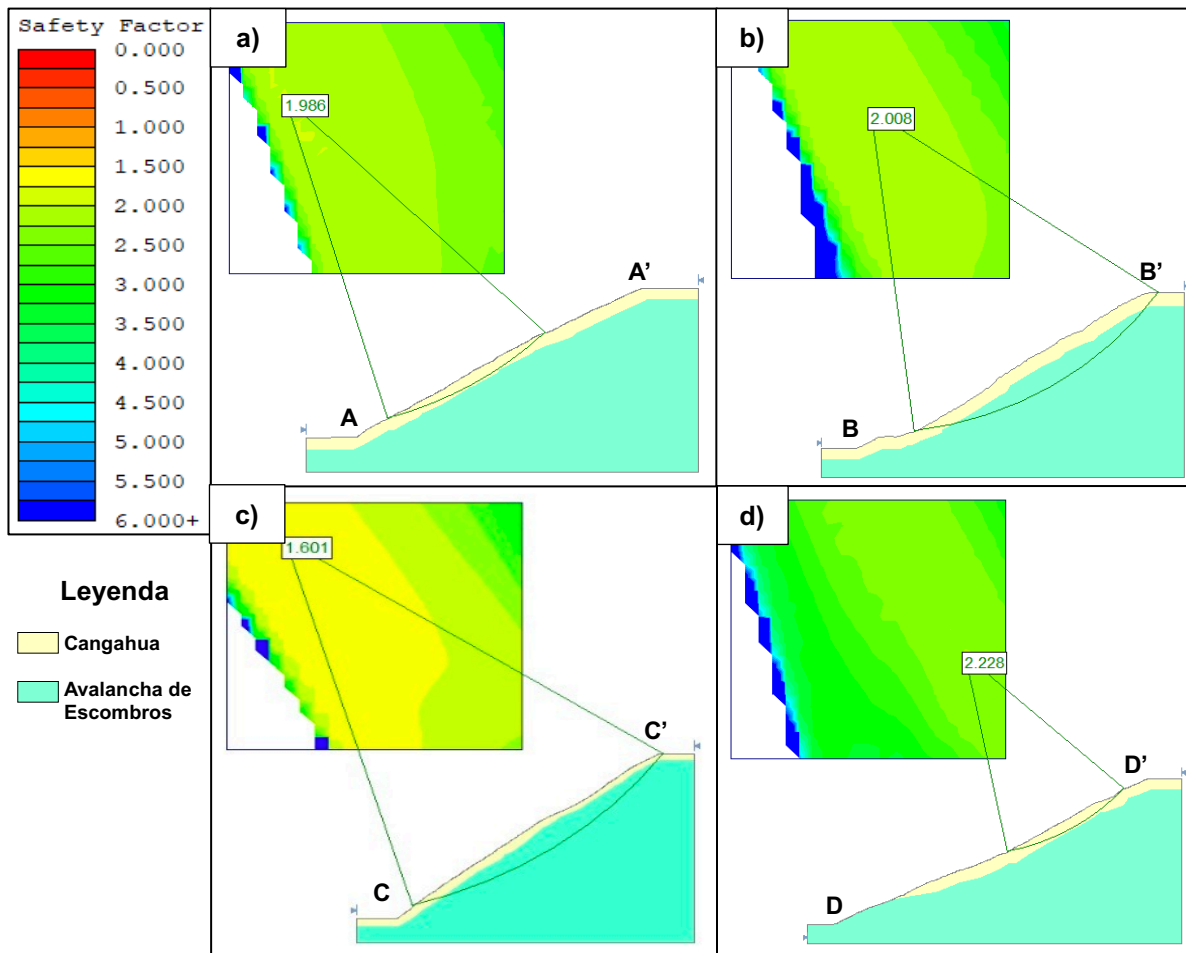 Safety Factor
0.000
0.500
1.000
1.500
2.000
2.500
3.000
3.500
4.000
4.500
5.000
5.500
6.000+
Leyenda
Cangahua
Avalancha de
Escombros
a)
1.986
A
A’
b)
2.008
B
B’
c)
1.601
C
C’
d)
2.228
D
D’